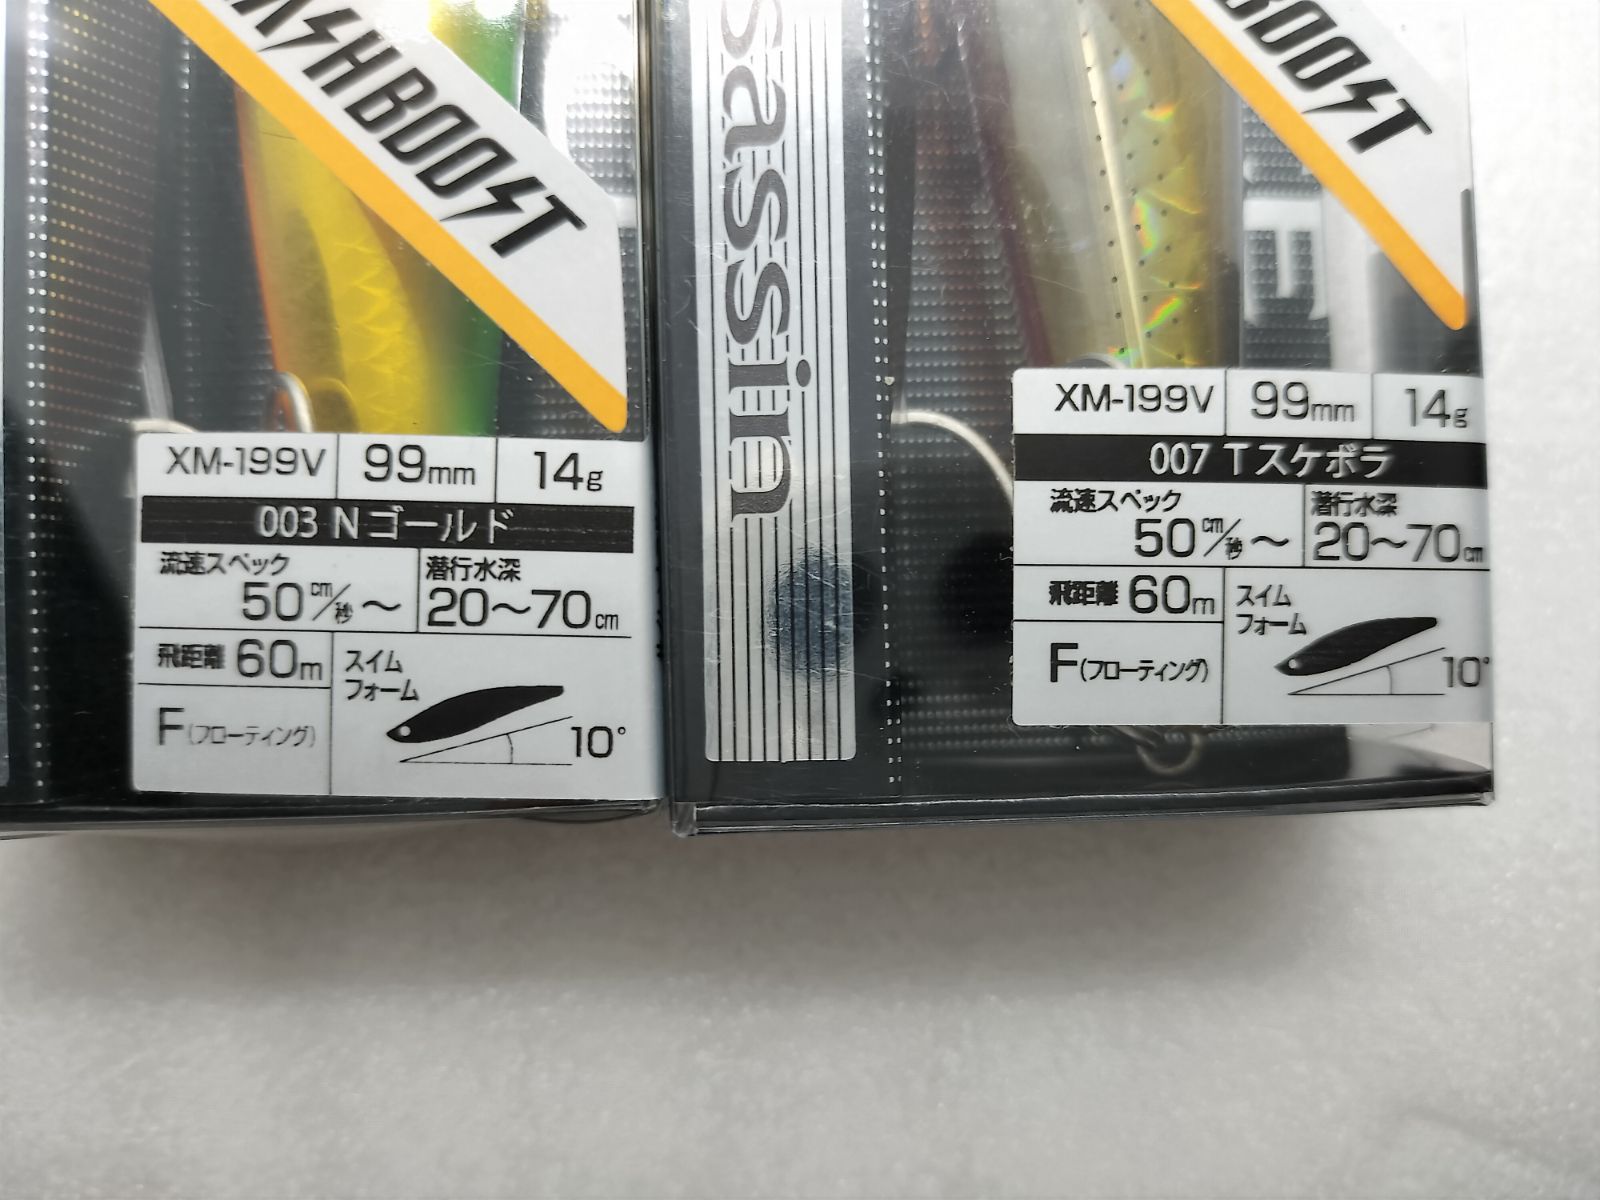 FLASHBOOST
XM-199V 99mm 14g
003 Nゴールド
流速スペック 潜行水深
50cm/秒〜 20〜70cm
飛距離 60m スイム
フォーム
F(フローティング)
10°
assassin
BOOST
XM-199V 99mm 14g
007 Tスケボラ
流速スペック 潜行水深
50cm/秒〜 20〜70cm
飛距離 60m スイム
フォーム
F(フローティング)
10°